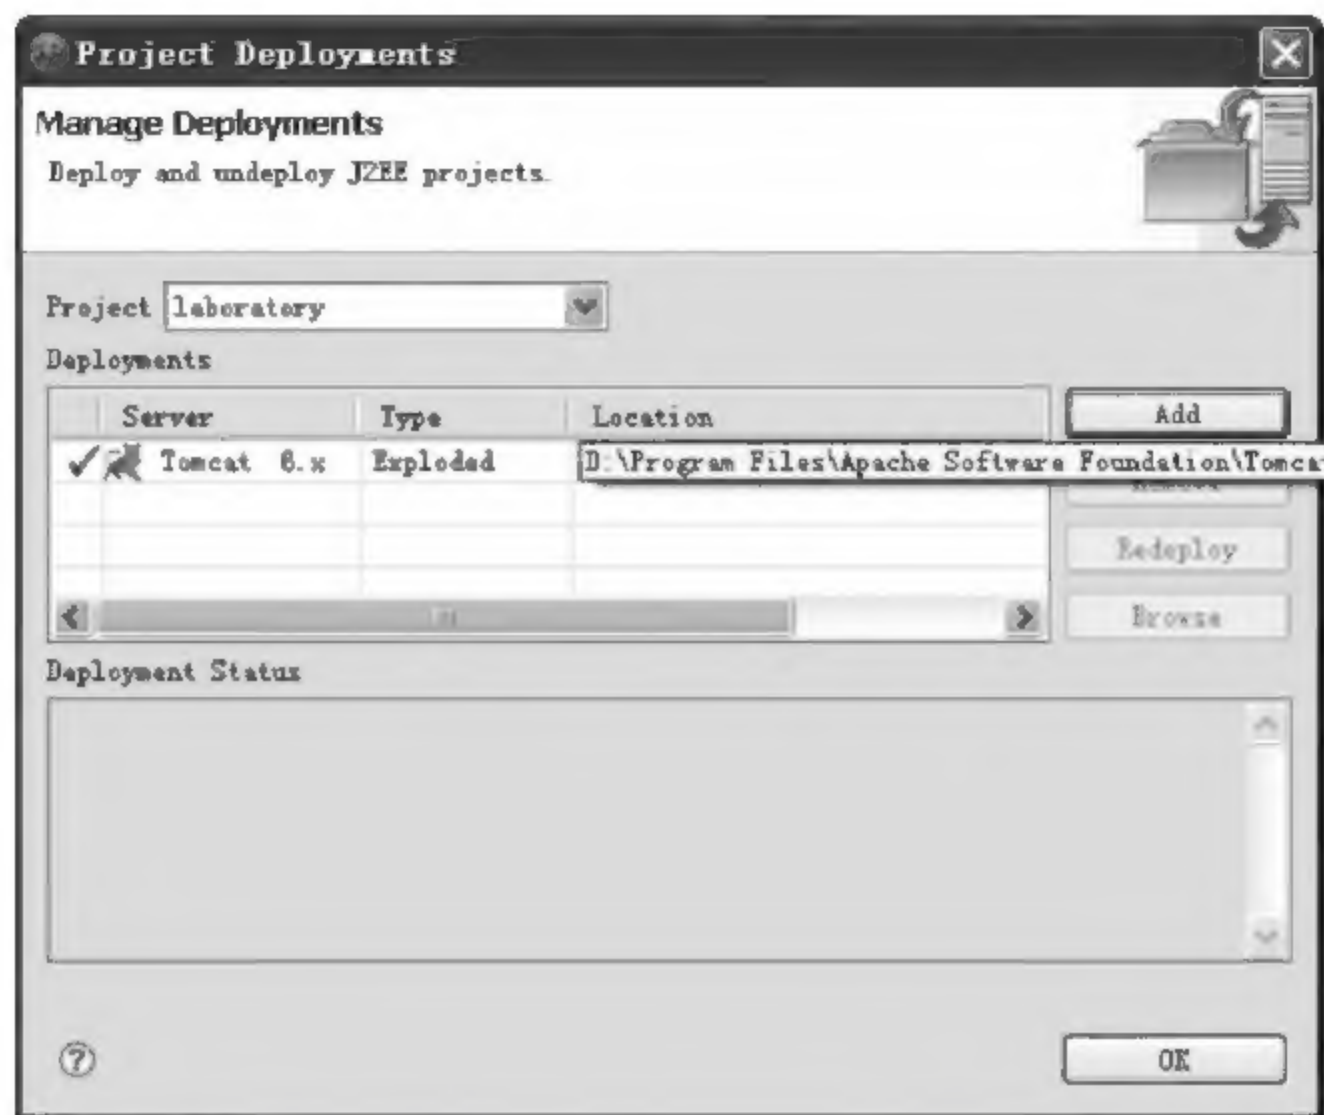 Project Deployments
Manage Deployments
Deploy and undeploy J2EE projects.
Project laboratory
Deployments
Server Type Location
Add
Tomcat 6.x Exploded D:\Program Files\Apache Software Foundation\Tomcat
Redeploy
Browse
Deployment Status
OK